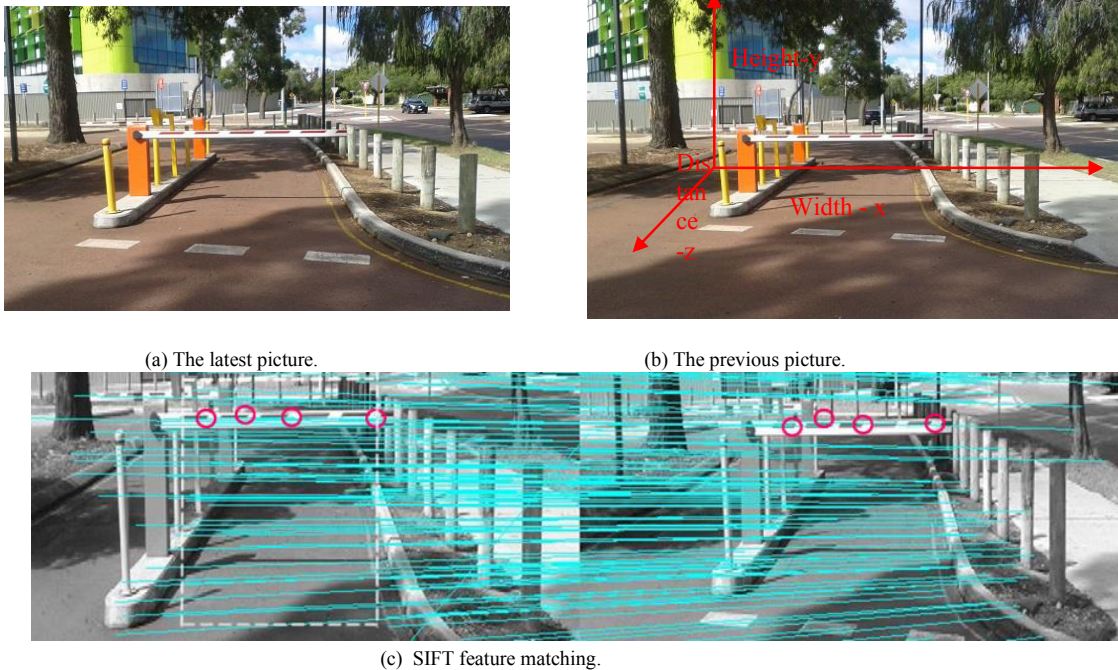 Height-y
Dis
tan
ce
-z
Width - x
(a) The latest picture.
(b) The previous picture.
(c) SIFT feature matching.